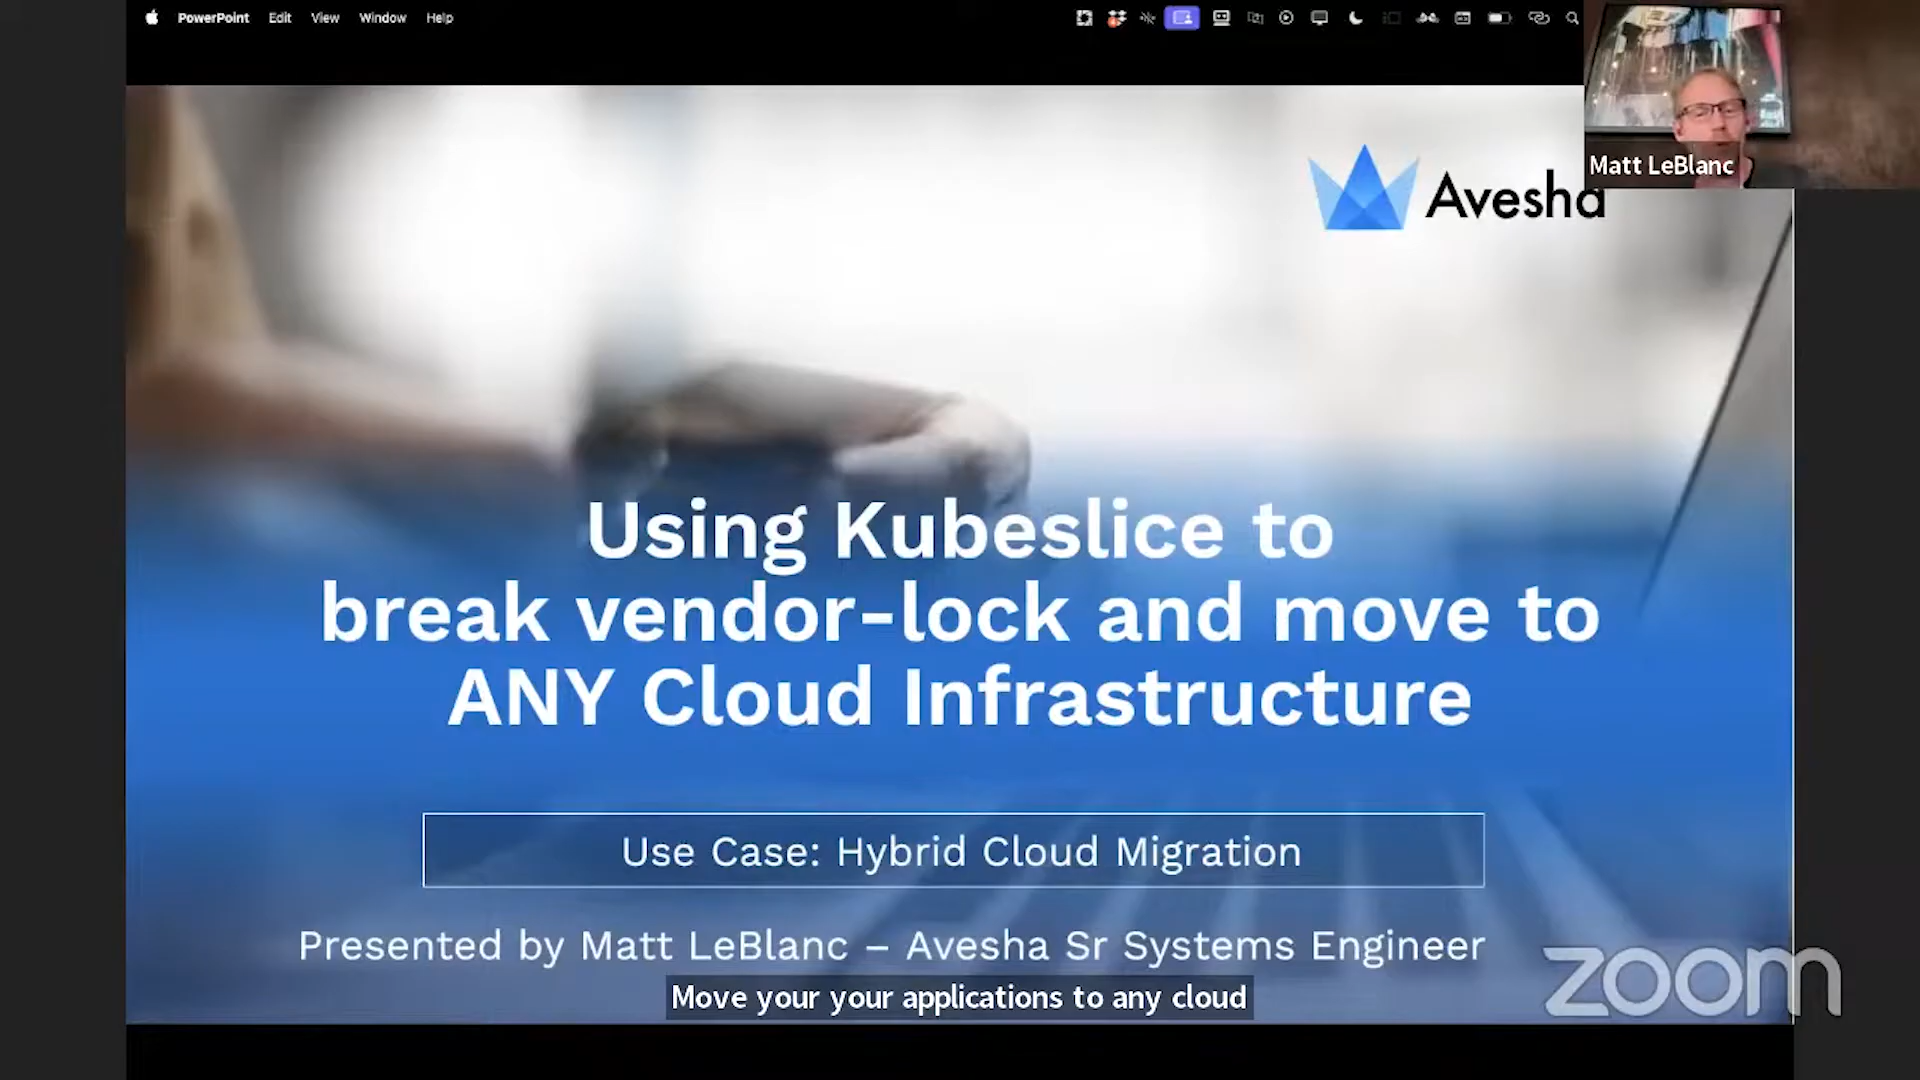 PowerPoint Edit View Window Help
Matt LeBlanc
Avesha
Using Kubeslice to
break vendor-lock and move to
ANY Cloud Infrastructure
Use Case: Hybrid Cloud Migration
Presented by Matt LeBlanc – Avesha Sr Systems Engineer
Move your your applications to any cloud
zoom